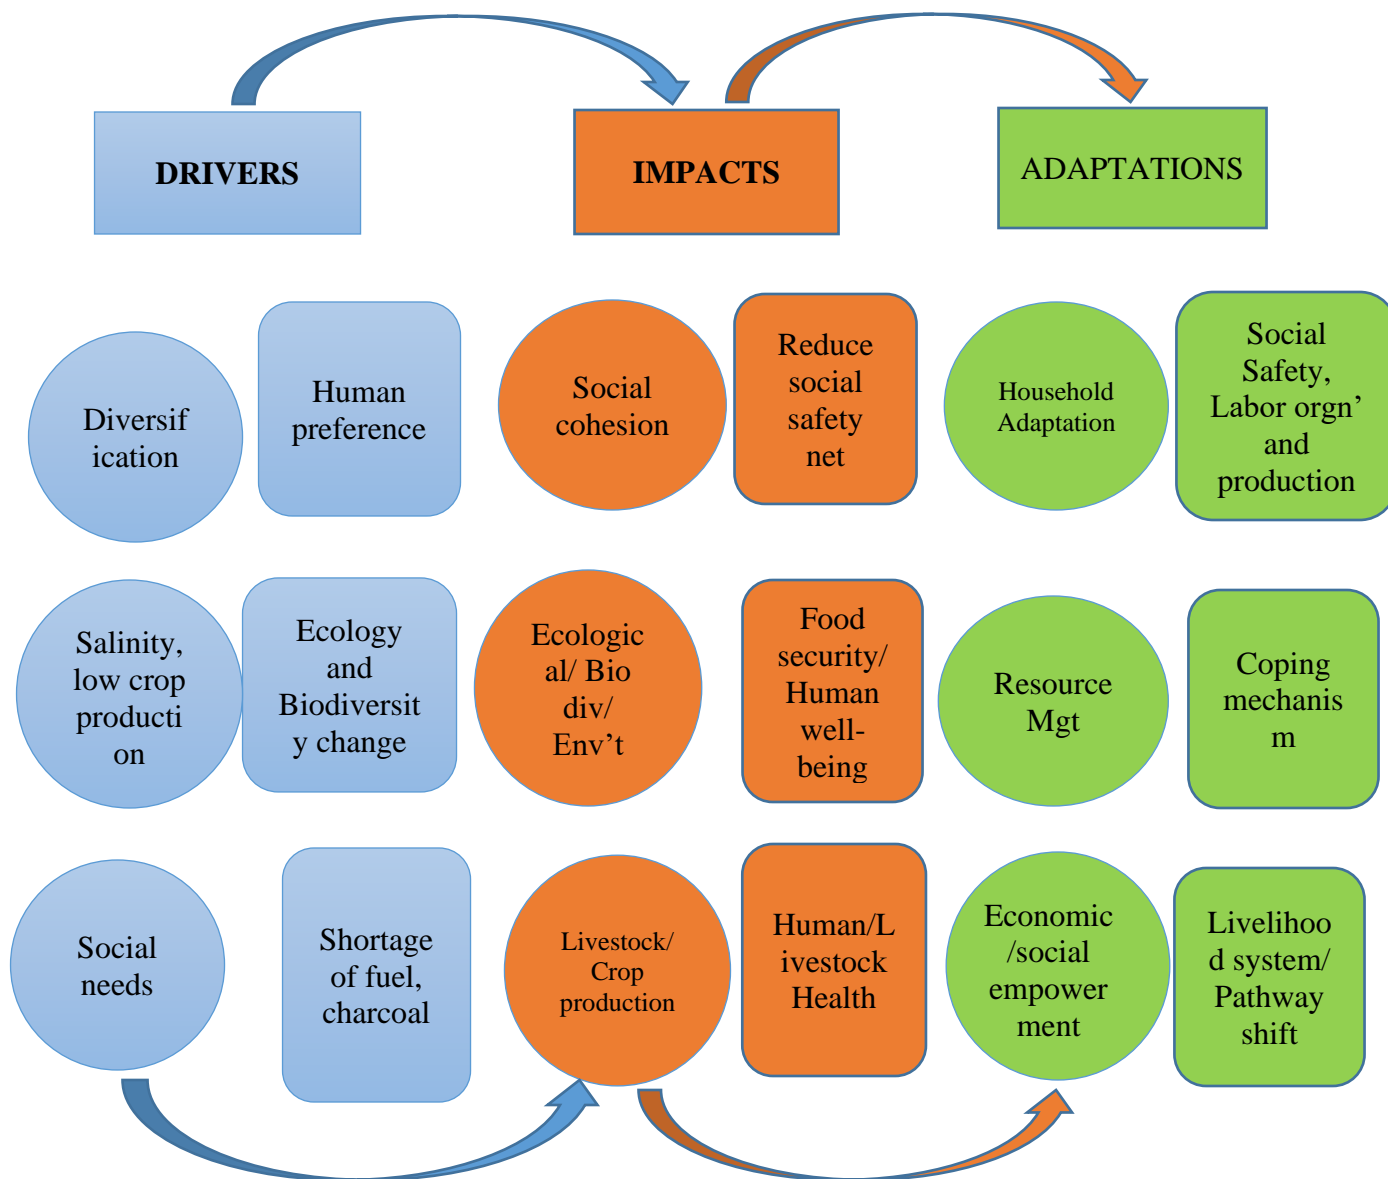 DRIVERS
IMPACTS
ADAPTATIONS
Diversif
ication
Human
preference
Social
cohesion
Reduce
social
safety
net
Household
Adaptation
Social
Safety,
Labor orgn’
and
production
Salinity,
low crop
producti
on
Ecology
and
Biodiversit
y change
Ecologic
al/ Bio
div/
Env’t
Food
security/
Human
well-
being
Resource
Mgt
Coping
mechanis
m
Social
needs
Shortage
of fuel,
charcoal
Livestock/
Crop
production
Human/L
ivestock
Health
Economic
/social
empower
ment
Livelihoo
d system/
Pathway
shift